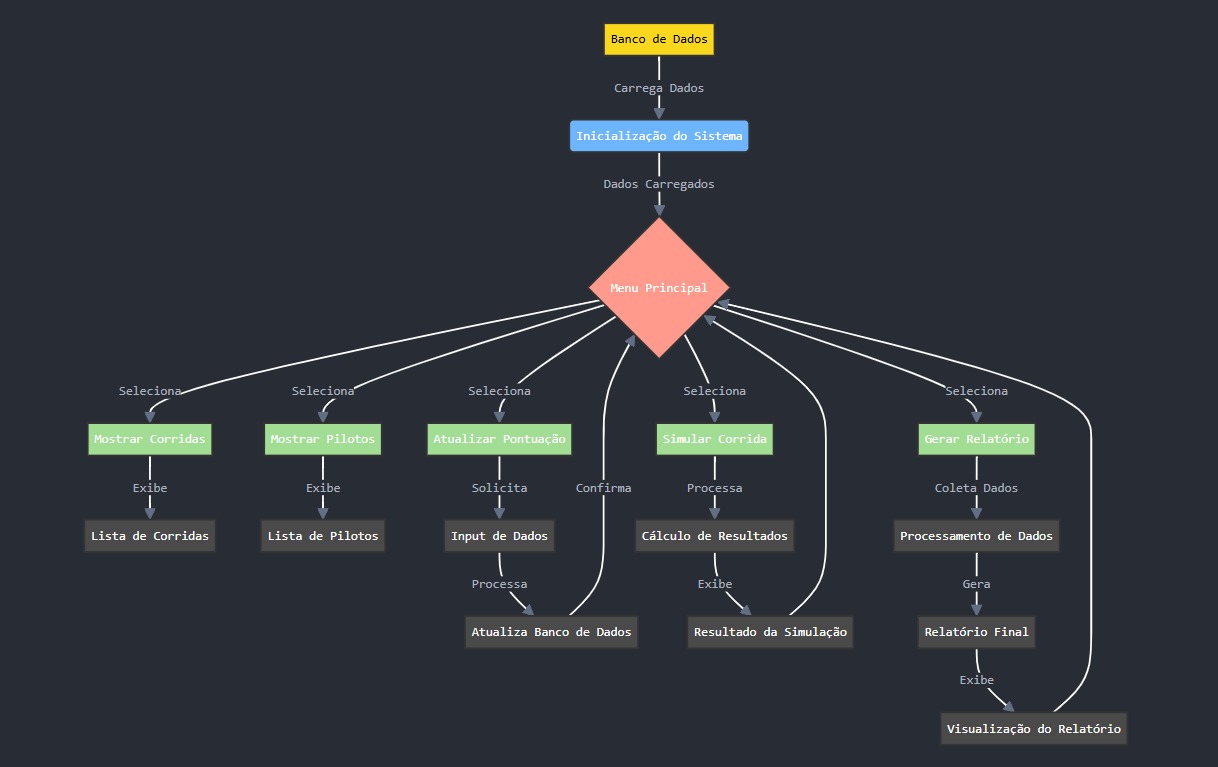 Banco de Dados
Carrega Dados
Inicialização do Sistema
Dados Carregados
Menu Principal
Seleciona
Seleciona
Seleciona
Seleciona
Seleciona
Mostrar Corridas
Mostrar Pilotos
Atualizar Pontuação
Simular Corrida
Gerar Relatório
Exibe
Exibe
Solicita
Confirma
Processa
Coleta Dados
Lista de Corridas
Lista de Pilotos
Input de Dados
Cálculo de Resultados
Processamento de Dados
Processa
Exibe
Gera
Atualiza Banco de Dados
Resultado da Simulação
Relatório Final
Exibe
Visualização do Relatório